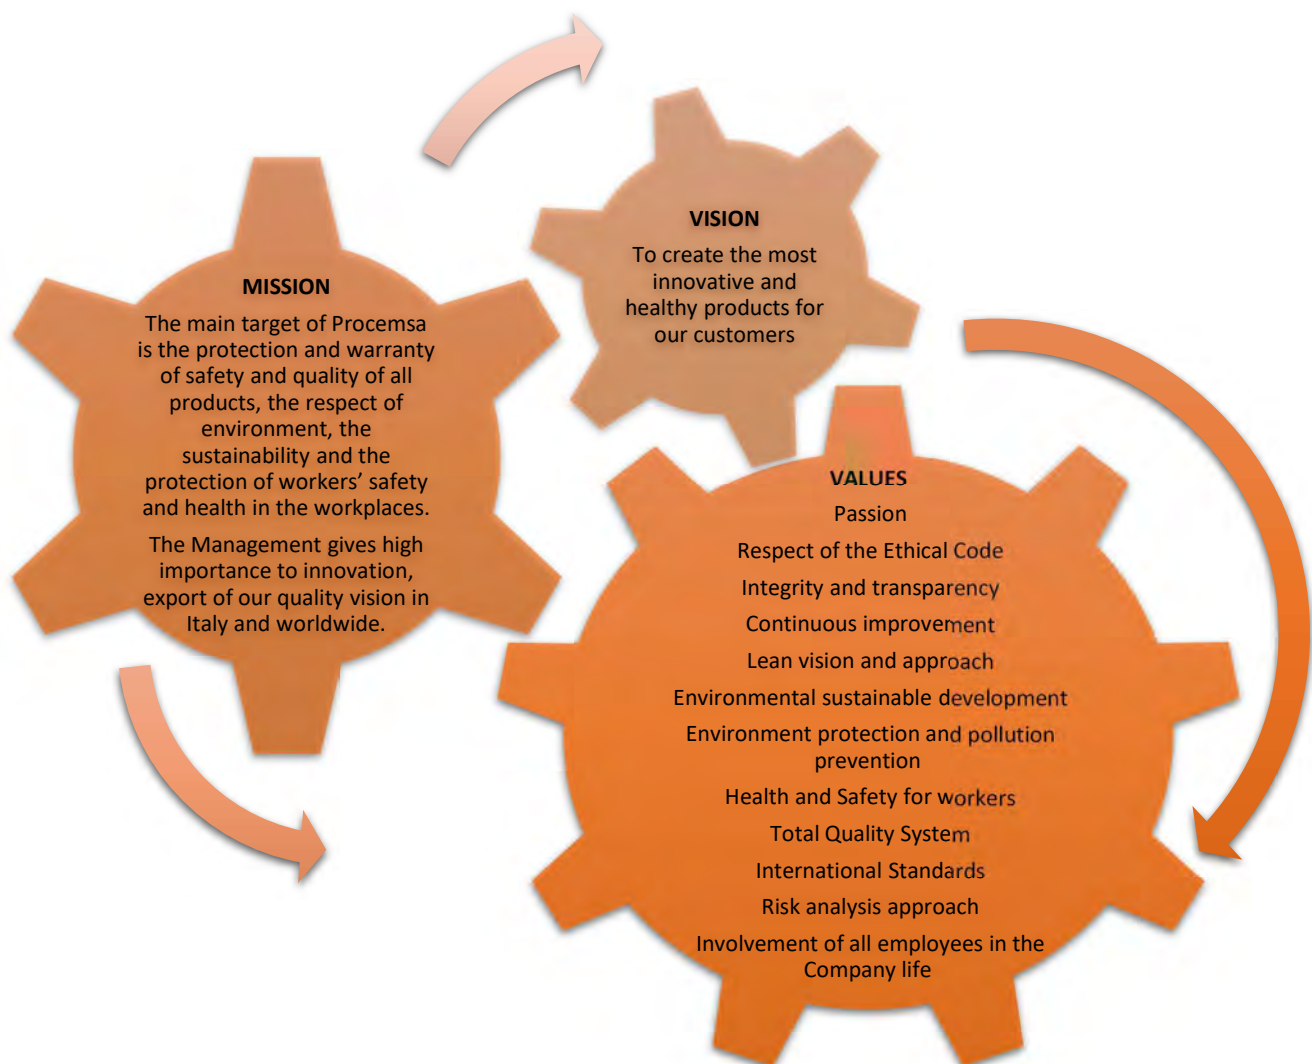 MISSION
The main target of Procemsa
is the protection and warranty
of safety and quality of all
products, the respect of
environment, the
sustainability and the
protection of workers’ safety
and health in the workplaces.
The Management gives high
importance to innovation,
export of our quality vision in
Italy and worldwide.
VISION
To create the most
innovative and
healthy products for
our customers
VALUES
Passion
Respect of the Ethical Code
Integrity and transparency
Continuous improvement
Lean vision and approach
Environmental sustainable development
Environment protection and pollution
prevention
Health and Safety for workers
Total Quality System
International Standards
Risk analysis approach
Involvement of all employees in the
Company life